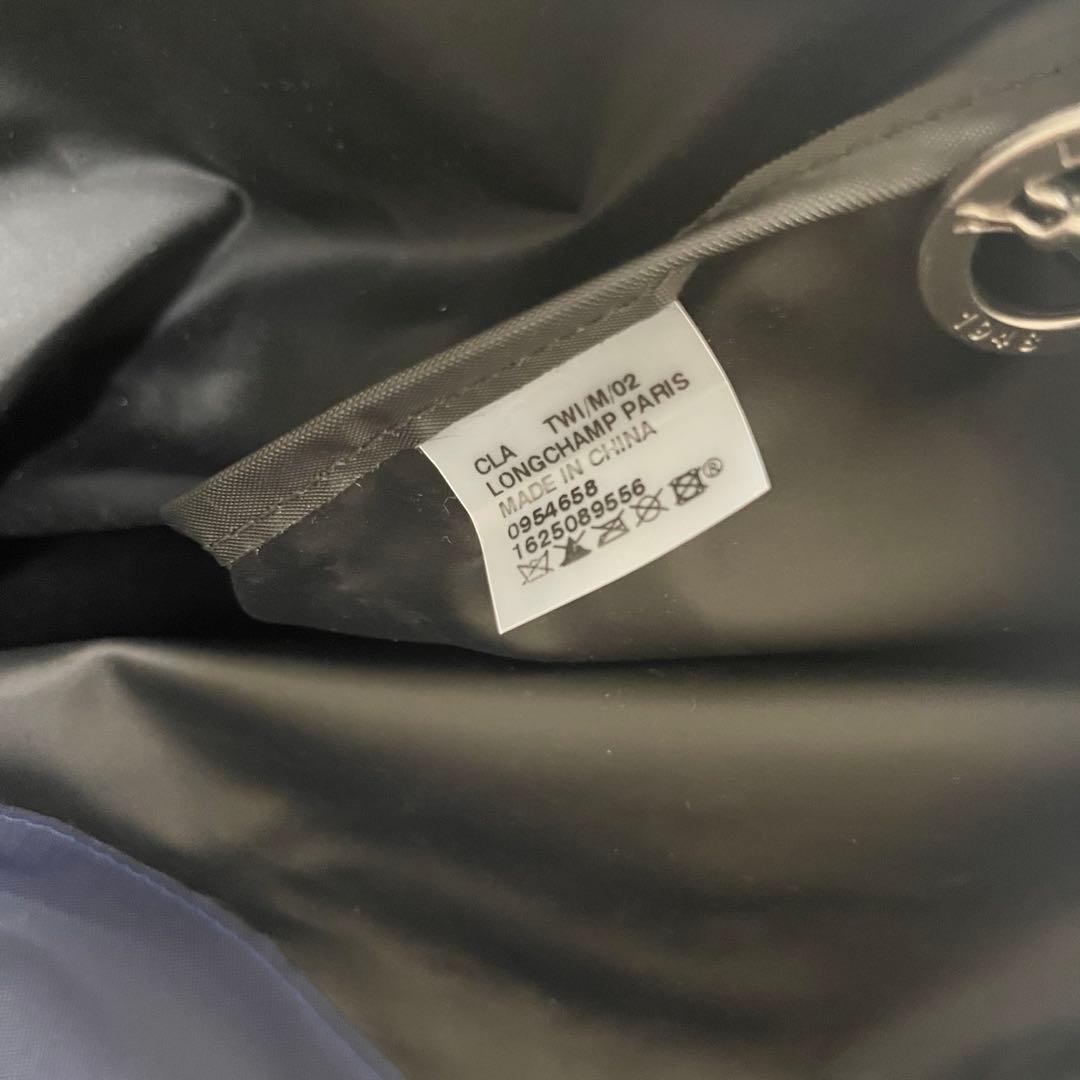 CLA TWI/M/02
LONGCHAMP PARIS
MADE IN CHINA
0954658
1625089556
®
L
1948